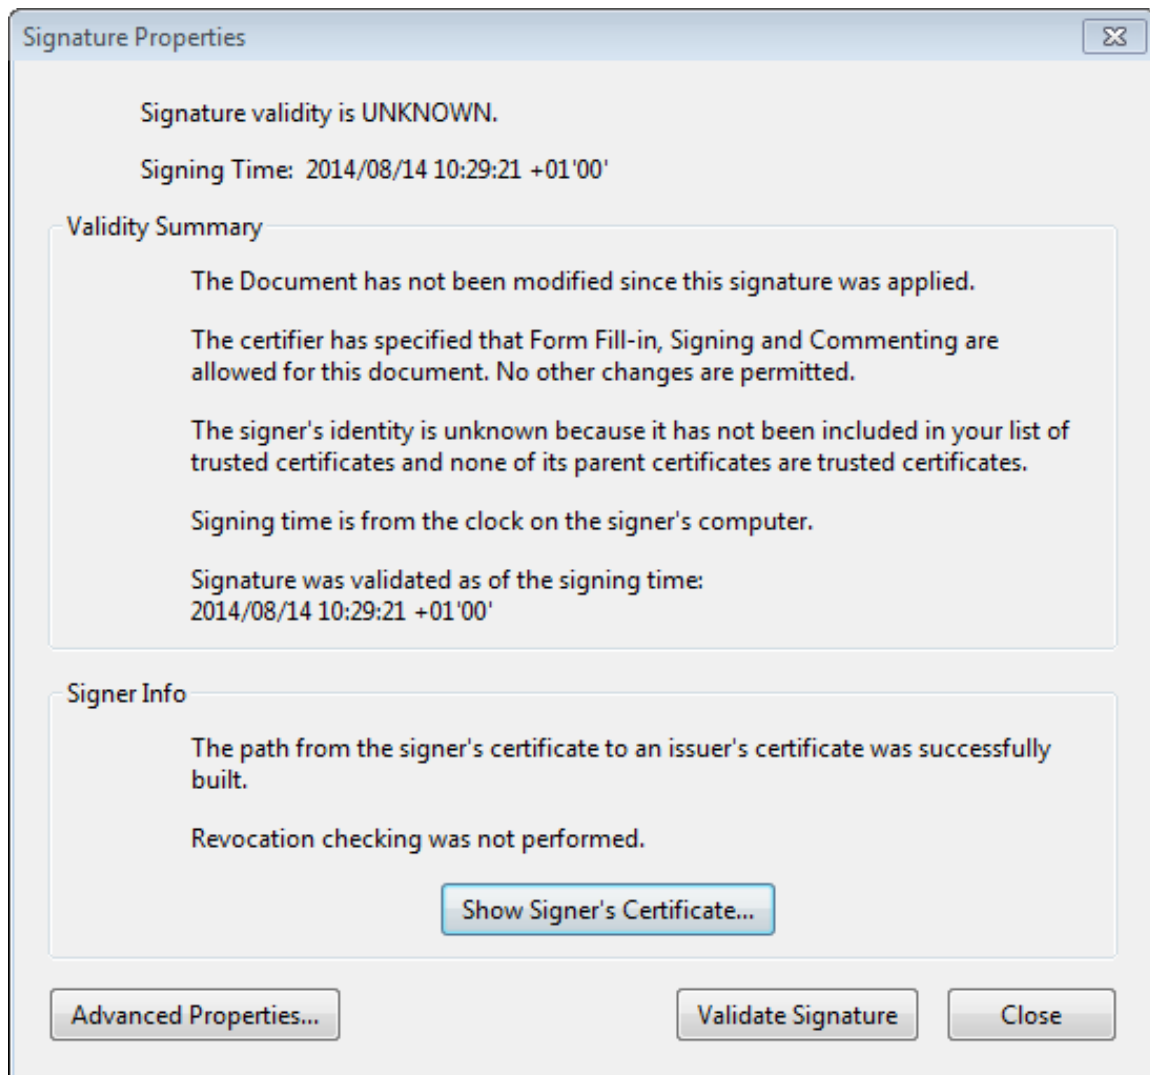 Signature Properties
Signature validity is UNKNOWN.
Signing Time: 2014/08/14 10:29:21 +01'00'
Validity Summary
The Document has not been modified since this signature was applied.
The certifier has specified that Form Fill-in, Signing and Commenting are
allowed for this document. No other changes are permitted.
The signer's identity is unknown because it has not been included in your list of
trusted certificates and none of its parent certificates are trusted certificates.
Signing time is from the clock on the signer's computer.
Signature was validated as of the signing time:
2014/08/14 10:29:21 +01'00'
Signer Info
The path from the signer's certificate to an issuer's certificate was successfully
built.
Revocation checking was not performed.
Show Signer's Certificate...
Advanced Properties...
Validate Signature
Close